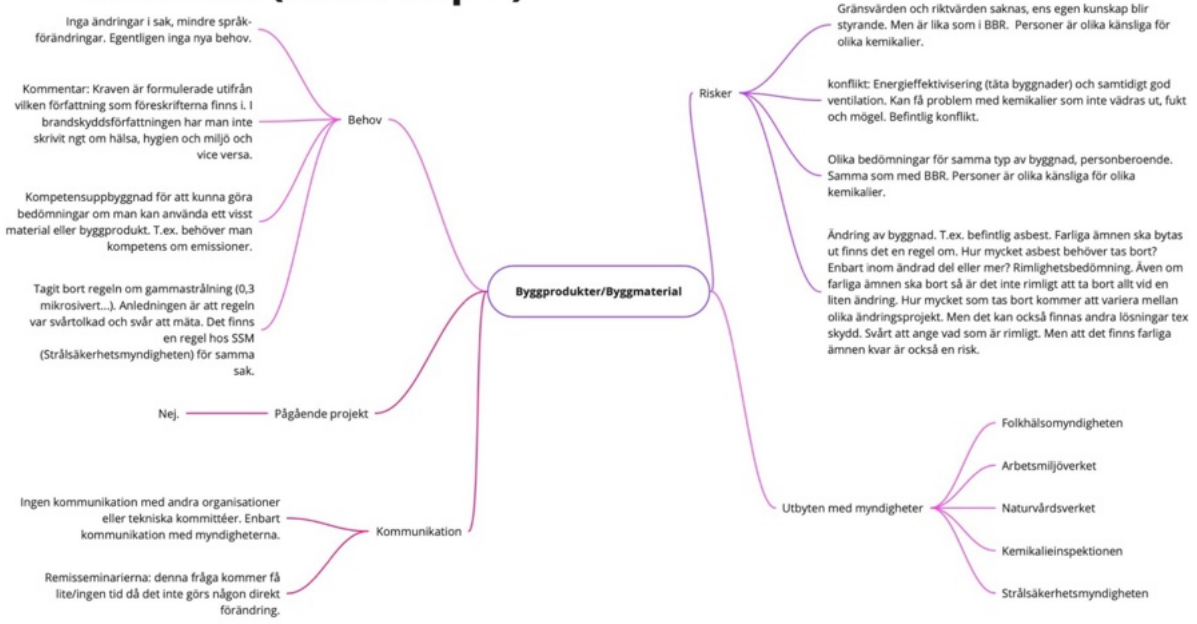 Inga ändringar i sak, mindre språk-
förändringar. Egentligen inga nya behov.
Kommentar: Kraven är formulerade utifrån
vilken författning som föreskrifterna finns i. I
brandskyddsförfattningen har man inte
skrivit ngt om hälsa, hygien och miljö och
vice versa.
Kompetensuppbyggnad för att kunna göra
bedömningar om man kan använda ett visst
material eller byggprodukt. T.ex. behöver man
kompetens om emissioner.
Tagit bort regeln om gammastrålning (0,3
mikrosivert...). Anledningen är att regeln
var svårtolkad och svår att mäta. Det finns
en regel hos SSM
(Strålsäkerhetsmyndigheten) för samma
sak.
Behov
Nej.
Pågående projekt
Ingen kommunikation med andra organisationer
eller tekniska kommittéer. Enbart
kommunikation med myndigheterna.
Remisseminarierna: denna fråga kommer få
lite/ingen tid då det inte görs någon direkt
förändring.
Kommunikation
Byggprodukter/Byggmaterial
Risker
Gränsvärden och riktvärden saknas, ens egen kunskap blir
styrande. Men är lika som i BBR. Personer är olika känsliga för
olika kemikalier.
konflikt: Energieffektivisering (täta byggnader) och samtidigt god
ventilation. Kan få problem med kemikalier som inte vädras ut, fukt
och mögel. Befintlig konflikt.
Olika bedömningar för samma typ av byggnad, personberoende.
Samma som med BBR. Personer är olika känsliga för olika
kemikalier.
Ändring av byggnad. T.ex. befintlig asbest. Farliga ämnen ska bytas
ut finns det en regel om. Hur mycket asbest behöver tas bort?
Enbart inom ändrad del eller mer? Rimlighetsbedömning. Även om
farliga ämnen ska bort så är det inte rimligt att ta bort allt vid en
liten ändring. Hur mycket som tas bort kommer att variera mellan
olika ändringsprojekt. Men det kan också finnas andra lösningar tex
skydd. Svårt att ange vad som är rimligt. Men att det finns farliga
ämnen kvar är också en risk.
Utbyten med myndigheter
Folkhälsomyndigheten
Arbetsmiljöverket
Naturvårdsverket
Kemikalieinspektionen
Strålsäkerhetsmyndigheten